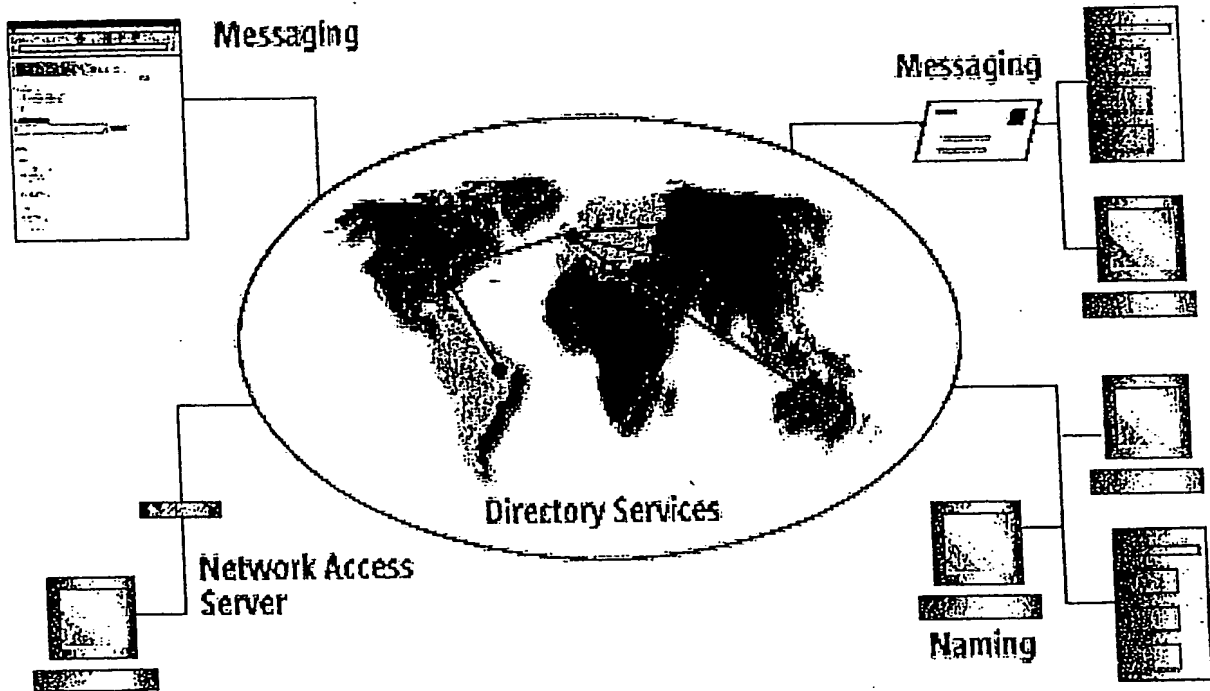 Messaging
Messaging
Directory Services
Network Access
Server
Naming